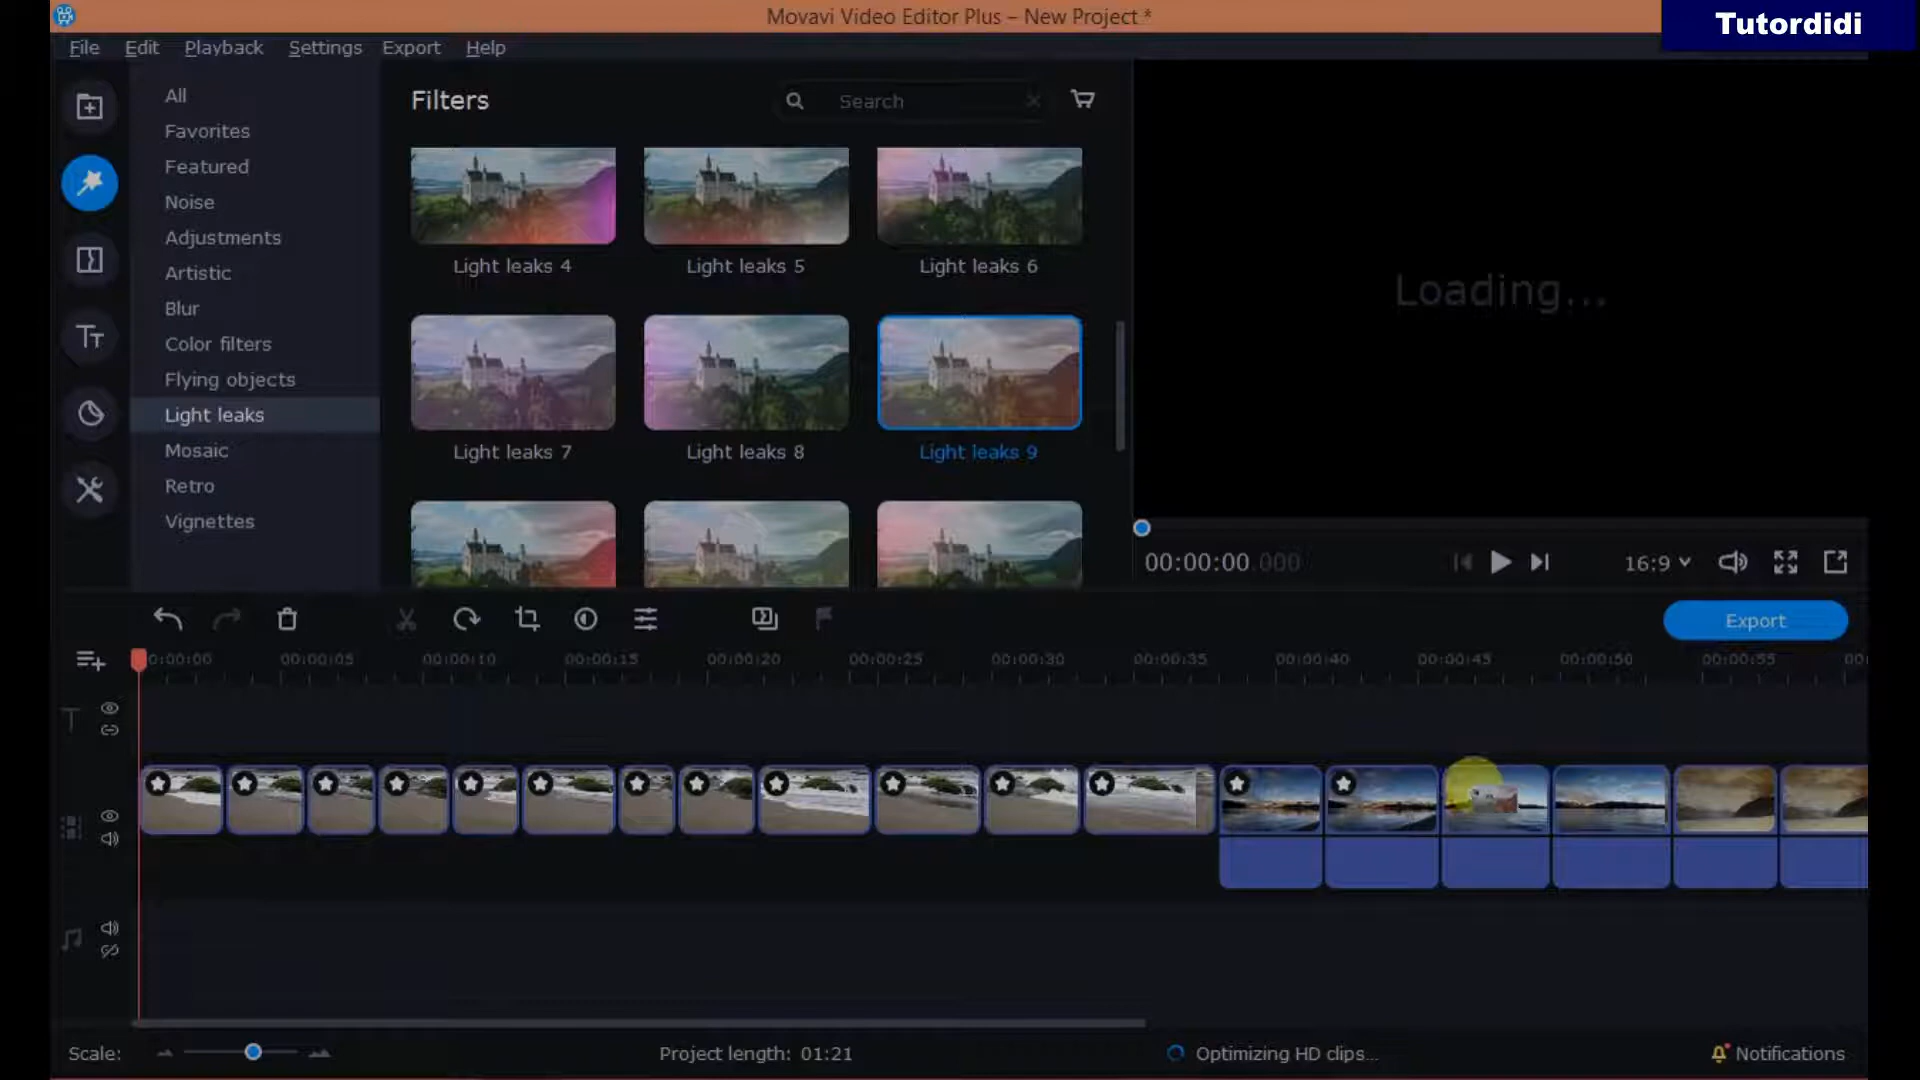 Movavi Video Editor Plus – New Project *
Tutordidi
File Edit Playback Settings Export Help
All
Favorites
Featured
Noise
Adjustments
Artistic
Blur
Color filters
Flying objects
Light leaks
Mosaic
Retro
Vignettes
Filters
Search
Light leaks 4
Light leaks 5
Light leaks 6
Light leaks 7
Light leaks 8
Light leaks 9
Loading...
00:00:00.000
16:9
Export
0:00:00 00:00:05 00:00:10 00:00:15 00:00:20 00:00:25 00:00:30 00:00:35 00:00:40 00:00:45 00:00:50 00:00:55 00
Scale:
Project length: 01:21
Optimizing HD clips...
Notifications